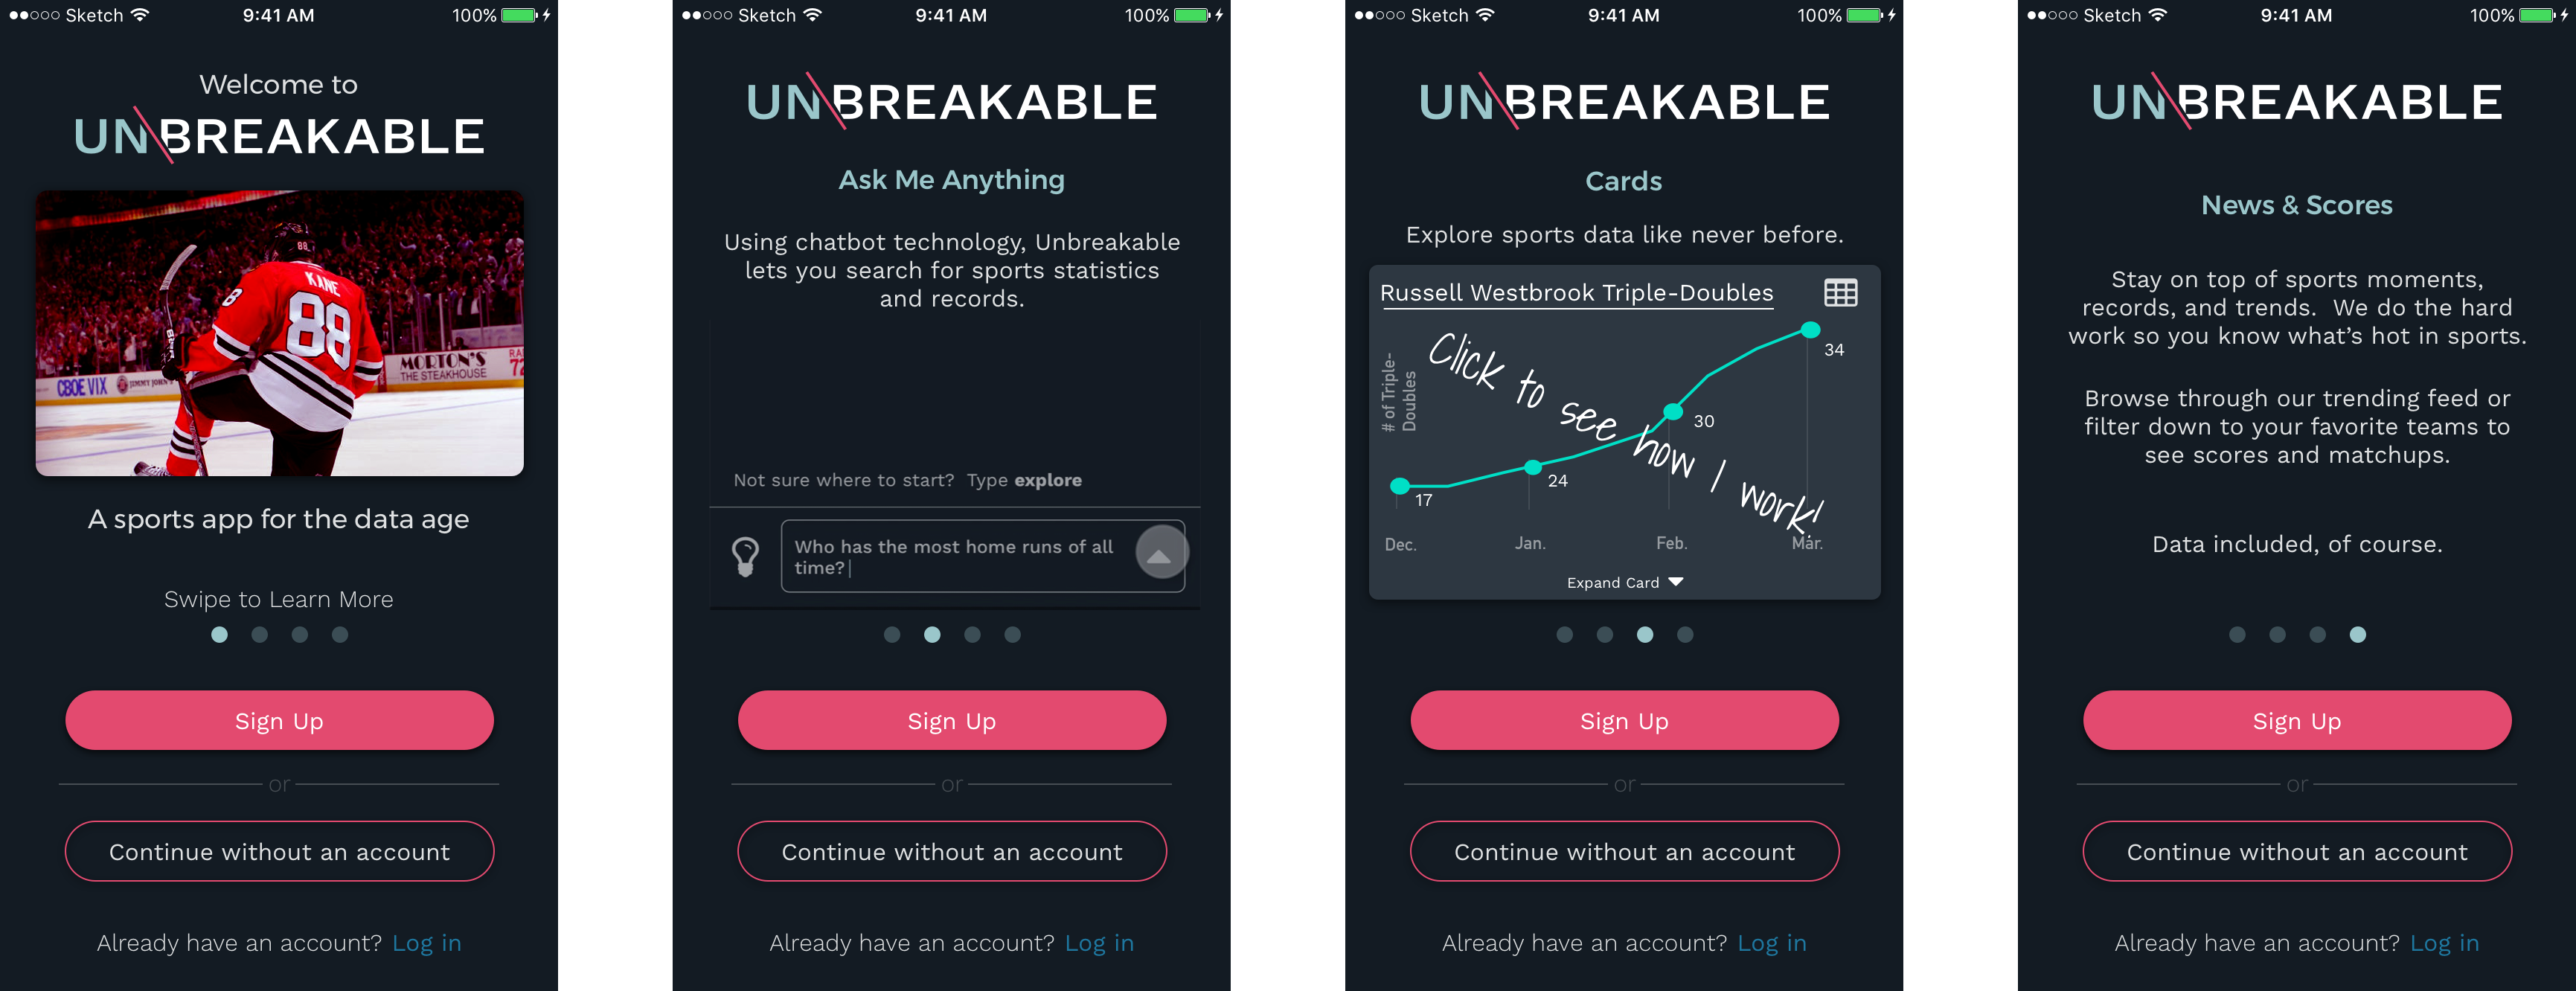 Sketch 9:41 AM 100%
Welcome to
UNBREAKABLE
88
KANE
8
88
CBOE VIX JIMMY JOHN'S MORTON'S
THE STEAKHOUSE
A sports app for the data age
Swipe to Learn More
Sign Up
or
Continue without an account
Already have an account? Log in
Sketch 9:41 AM 100%
UNBREAKABLE
Ask Me Anything
Using chatbot technology, Unbreakable
lets you search for sports statistics
and records.
Not sure where to start? Type explore
Who has the most home runs of all
time?
Sign Up
or
Continue without an account
Already have an account? Log in
Sketch 9:41 AM 100%
UNBREAKABLE
Cards
Explore sports data like never before.
Russell Westbrook Triple-Doubles
# of Triple-
Doubles
Click to see how I work!
34
30
24
17
Dec. Jan. Feb. Mar.
Expand Card
Sign Up
or
Continue without an account
Already have an account? Log in
Sketch 9:41 AM 100%
UNBREAKABLE
News & Scores
Stay on top of sports moments,
records, and trends. We do the hard
work so you know what's hot in sports.
Browse through our trending feed or
filter down to your favorite teams to
see scores and matchups.
Data included, of course.
Sign Up
or
Continue without an account
Already have an account? Log in